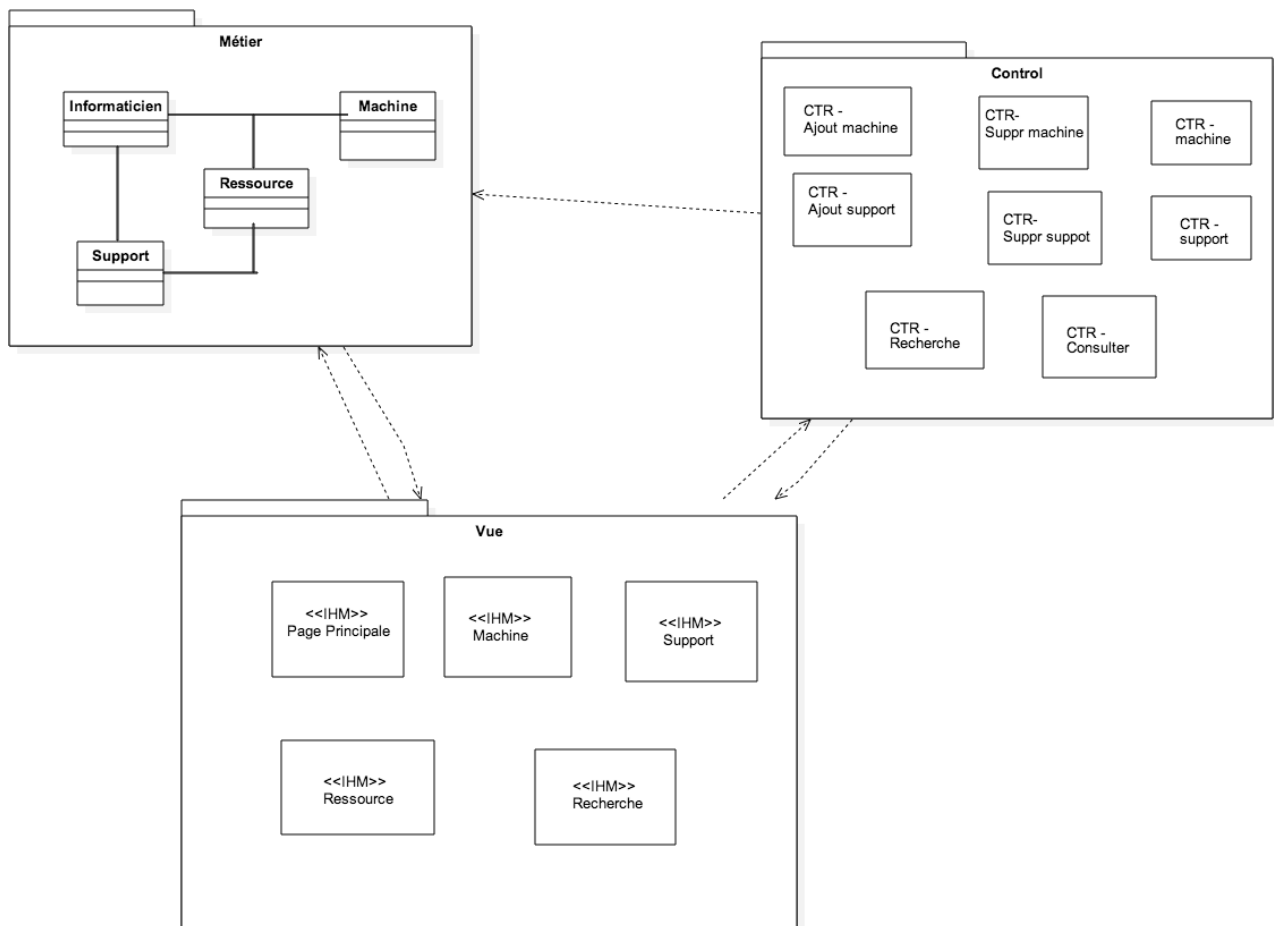 Métier
Informaticien
Machine
Ressource
Support
Control
CTR -
Ajout machine
CTR-
Suppr machine
CTR -
machine
CTR -
Ajout support
CTR-
Suppr suppot
CTR -
support
CTR -
Recherche
CTR -
Consulter
Vue
<<IHM>>
Page Principale
<<IHM>>
Machine
<<IHM>>
Support
<<IHM>>
Ressource
<<IHM>>
Recherche